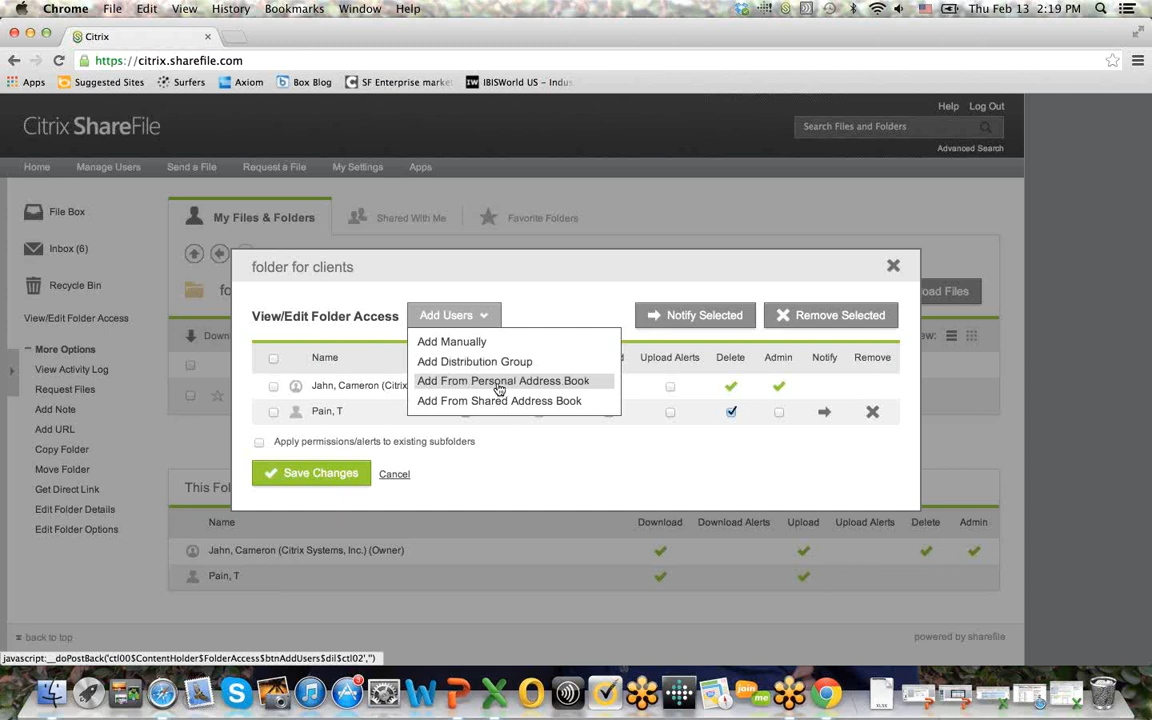 Chrome File Edit View History Bookmarks Window Help Thu Feb 13 2:19 PM
Citrix
https://citrix.sharefile.com
Apps Suggested Sites Surfers Axiom Box Blog SF Enterprise marke IBISWorld US - Indu
Help Log Out
Citrix ShareFile
Search Files and Folders
Advanced Search
Home Manage Users Send a File Request a File My Settings Apps
File Box
My Files & Folders Shared With Me Favorite Folders
Inbox (6)
folder for clients
Recycle Bin
fo
oad Files
View/Edit Folder Access
View/Edit Folder Access Add Users Notify Selected Remove Selected
Down
ew:
More Options
Add Manually
Name Upload Alerts Delete Admin Notify Remove
Add Distribution Group
View Activity Log
Add From Personal Address Book
Jahn, Cameron (Citrix
Request Files
Add From Shared Address Book
Add Note
Pain, T
Add URL
Apply permissions/alerts to existing subfolders
Copy Folder
Move Folder
Save Changes Cancel
Get Direct Link
This Fol
Edit Folder Details
Edit Folder Options
Name Download Download Alerts Upload Upload Alerts Delete Admin
Jahn, Cameron (Citrix Systems, Inc.) (Owner)
Pain, T
back to top
powered by sharefile
javascript:__doPostBack('ctl00$ContentHolder$FolderAccess$btnAddUsers$dil$ctl02','')
join me